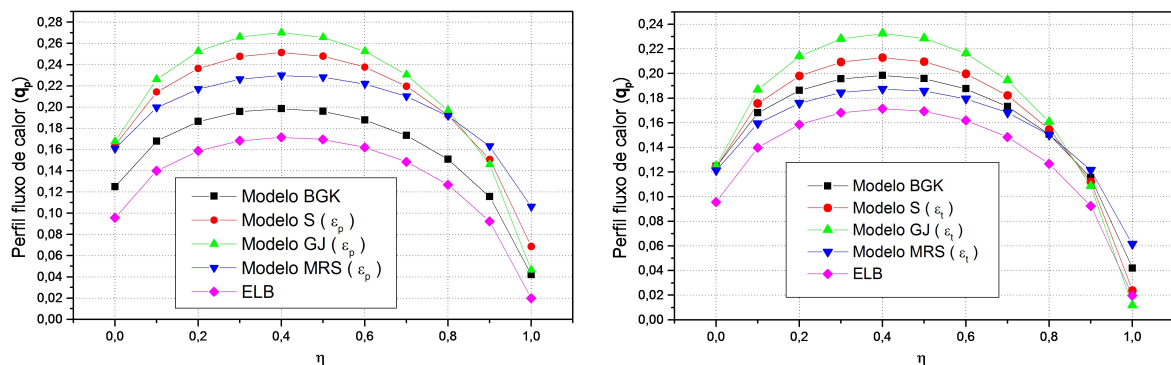 Perfil fluxo de calor (qₚ)
0,28
0,26
0,24
0,22
0,20
0,18
0,16
0,14
0,12
0,10
0,08
0,06
0,04
0,02
0,00
0,0 0,2 0,4 0,6 0,8 1,0
η
Modelo BGK
Modelo S ( εₚ )
Modelo GJ ( εₚ )
Modelo MRS ( εₚ )
ELB
Perfil fluxo de calor (qₚ)
0,24
0,22
0,20
0,18
0,16
0,14
0,12
0,10
0,08
0,06
0,04
0,02
0,00
0,0 0,2 0,4 0,6 0,8 1,0
η
Modelo BGK
Modelo S ( εₜ )
Modelo GJ ( εₜ )
Modelo MRS ( εₜ )
ELB